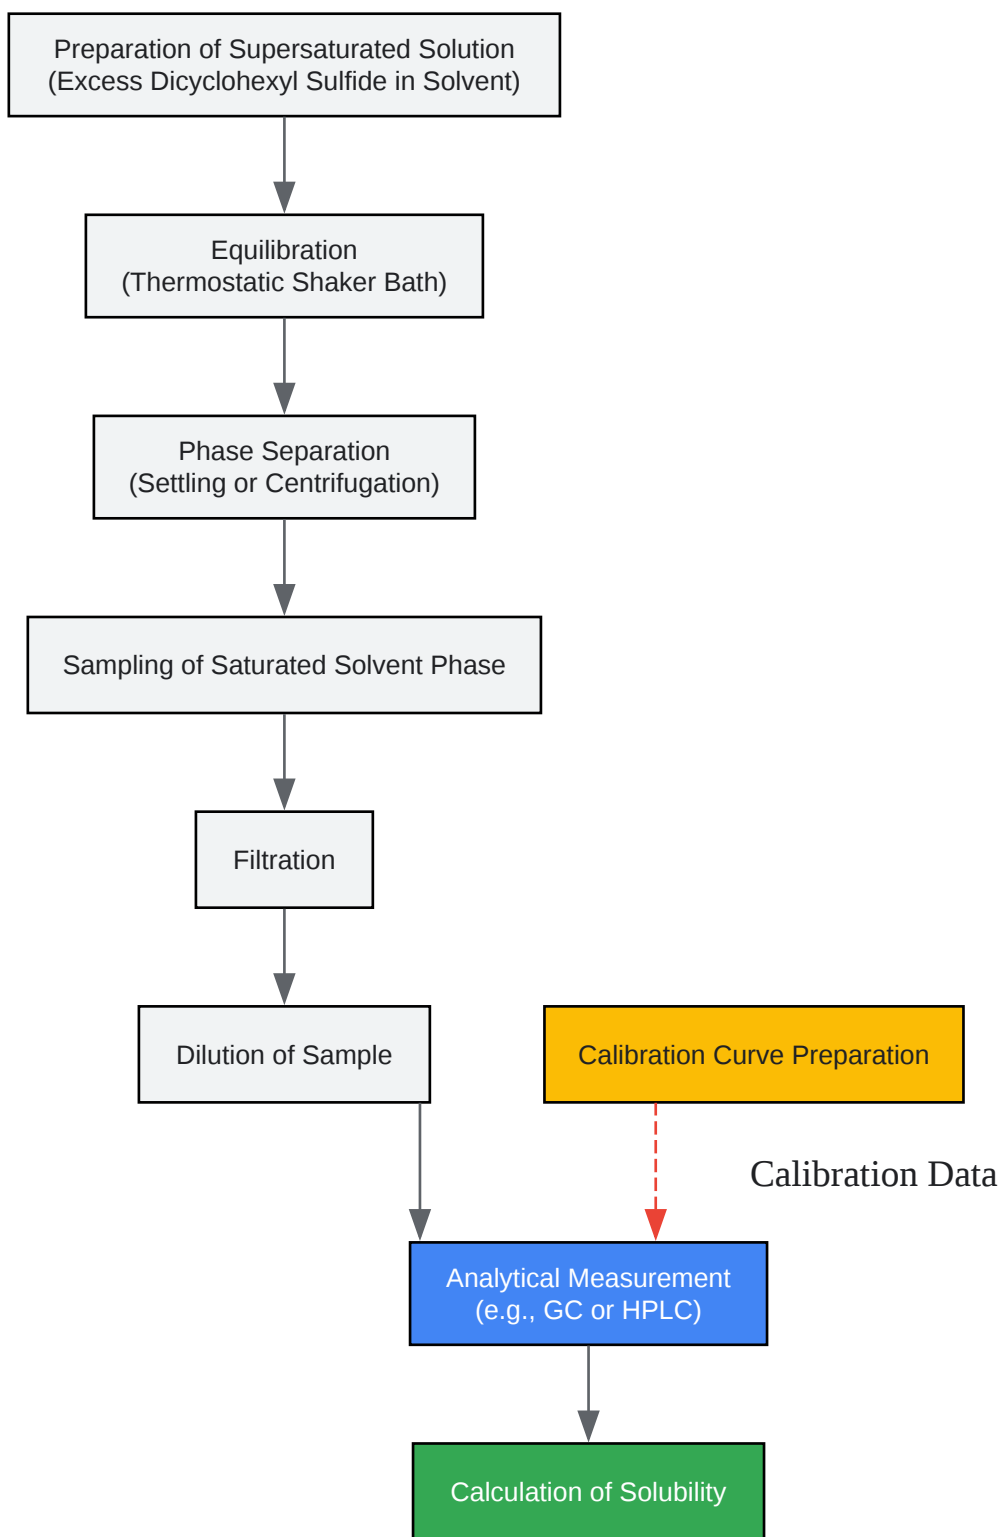 Preparation of Supersaturated Solution
(Excess Dicyclohexyl Sulfide in Solvent)
Equilibration
(Thermostatic Shaker Bath)
Phase Separation
(Settling or Centrifugation)
Sampling of Saturated Solvent Phase
Filtration
Dilution of Sample
Calibration Curve Preparation
Calibration Data
Analytical Measurement
(e.g., GC or HPLC)
Calculation of Solubility